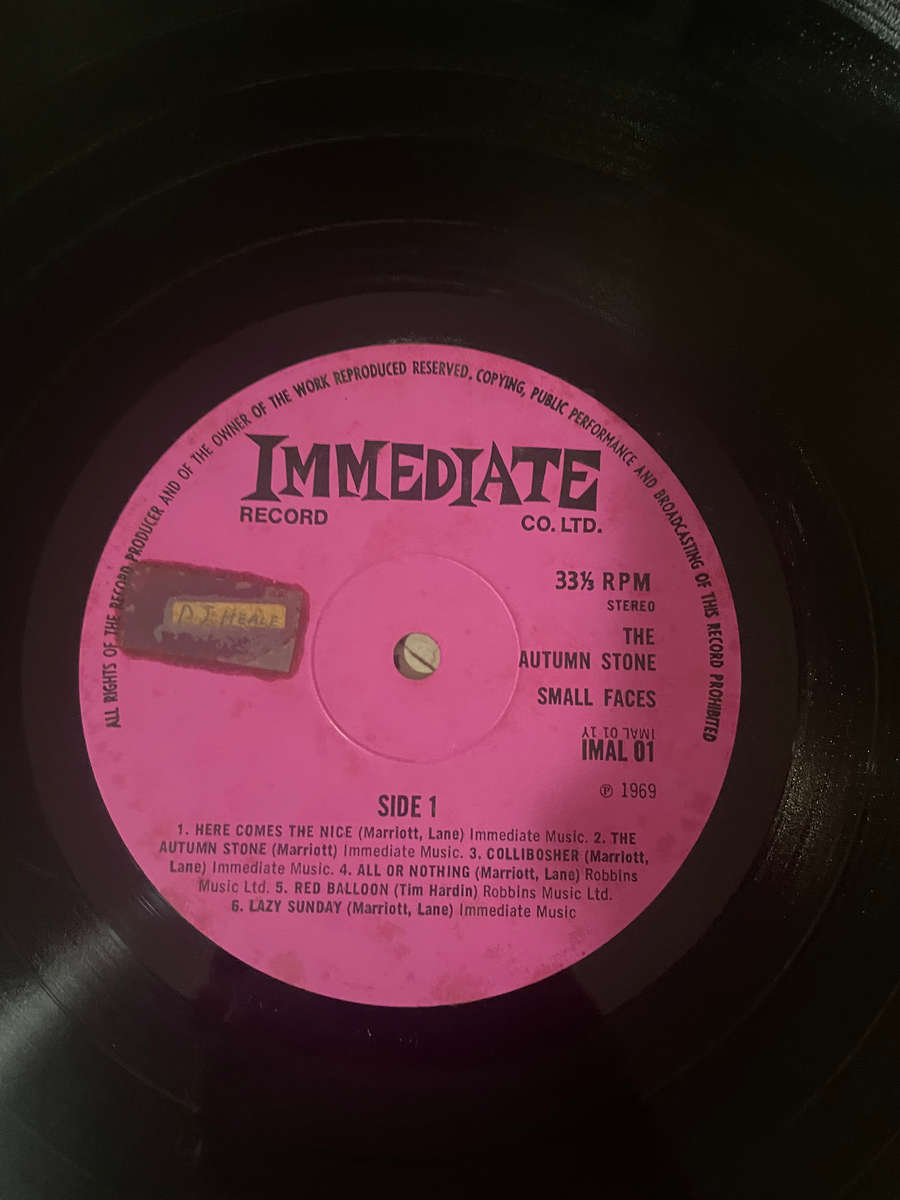 ALL RIGHTS OF THE RECORD PRODUCER AND OF THE OWNER OF THE WORK REPRODUCED RESERVED. COPYING, PUBLIC PERFORMANCE AND BROADCASTING OF THIS RECORD PROHIBITED
IMMEDIATE
RECORD CO. LTD.
33⅓ RPM
STEREO
D.J. HEALE
THE
AUTUMN STONE
SMALL FACES
IMAL 01 1Y
IMAL 01
℗ 1969
SIDE 1
1. HERE COMES THE NICE (Marriott, Lane) Immediate Music. 2. THE
AUTUMN STONE (Marriott) Immediate Music. 3. COLLIBOSHER (Marriott,
Lane) Immediate Music. 4. ALL OR NOTHING (Marriott, Lane) Robbins
Music Ltd. 5. RED BALLOON (Tim Hardin) Robbins Music Ltd.
6. LAZY SUNDAY (Marriott, Lane) Immediate Music